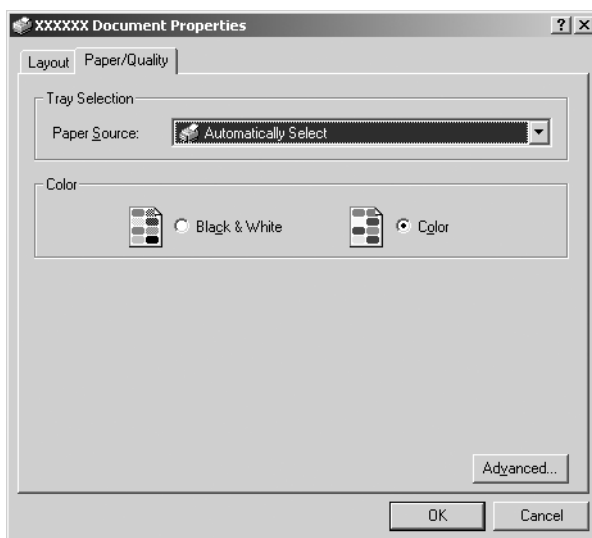 XXXXXX Document Properties
Layout Paper/Quality
Tray Selection
Paper Source: Automatically Select
Color
Black & White Color
Advanced...
OK Cancel